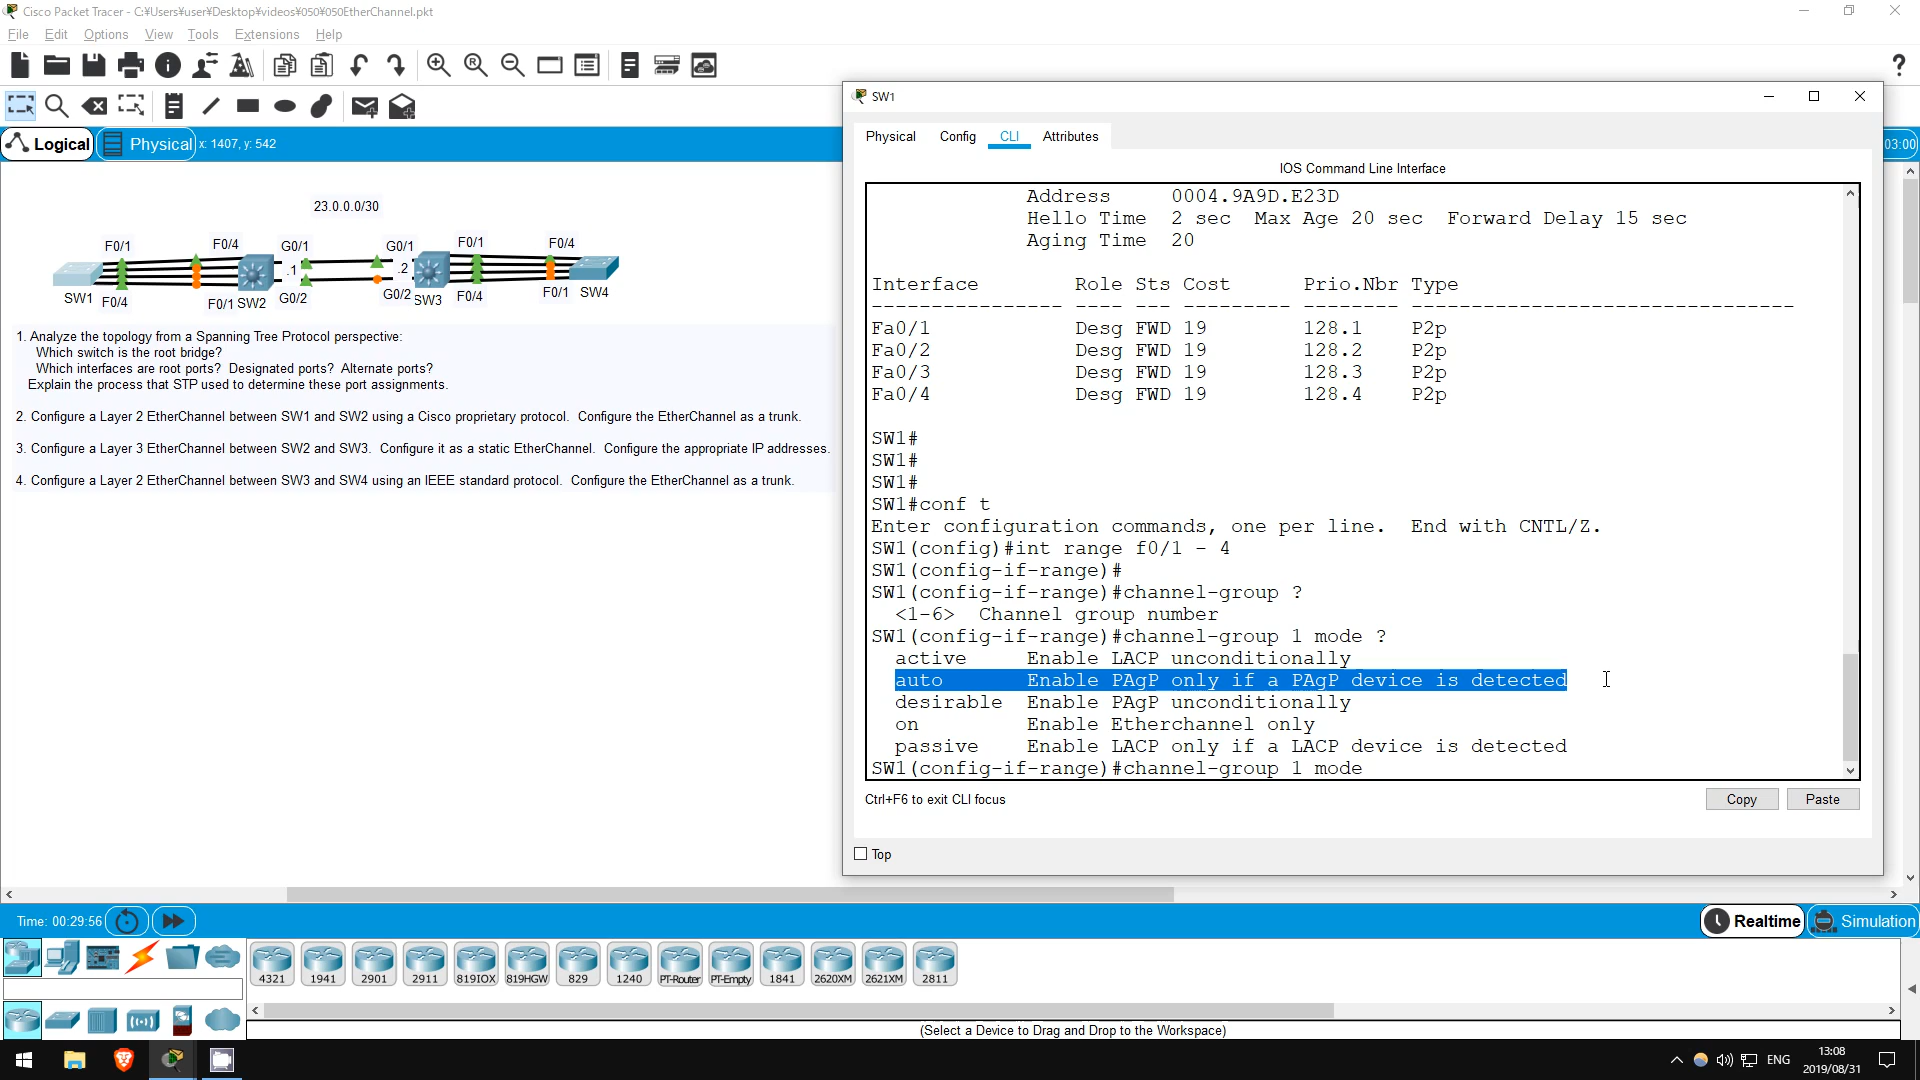 Cisco Packet Tracer - C:¥Users¥user¥Desktop¥videos¥050¥050EtherChannel.pkt
File Edit Options View Tools Extensions Help
Logical Physical x: 1407, y: 542
03:00
23.0.0.0/30
F0/1 F0/4 G0/1 G0/1 F0/1 F0/4
.1 .2
SW1 F0/4 F0/1 SW2 G0/2 G0/2 SW3 F0/4 F0/1 SW4
1. Analyze the topology from a Spanning Tree Protocol perspective:
Which switch is the root bridge?
Which interfaces are root ports? Designated ports? Alternate ports?
Explain the process that STP used to determine these port assignments.
2. Configure a Layer 2 EtherChannel between SW1 and SW2 using a Cisco proprietary protocol. Configure the EtherChannel as a trunk.
3. Configure a Layer 3 EtherChannel between SW2 and SW3. Configure it as a static EtherChannel. Configure the appropriate IP addresses.
4. Configure a Layer 2 EtherChannel between SW3 and SW4 using an IEEE standard protocol. Configure the EtherChannel as a trunk.
SW1
Physical Config CLI Attributes
IOS Command Line Interface
Address 0004.9A9D.E23D
Hello Time 2 sec Max Age 20 sec Forward Delay 15 sec
Aging Time 20
Interface Role Sts Cost Prio.Nbr Type
---------------- ---- --- --------- -------- --------------------------------
Fa0/1 Desg FWD 19 128.1 P2p
Fa0/2 Desg FWD 19 128.2 P2p
Fa0/3 Desg FWD 19 128.3 P2p
Fa0/4 Desg FWD 19 128.4 P2p
SW1#
SW1#
SW1#
SW1#conf t
Enter configuration commands, one per line. End with CNTL/Z.
SW1(config)#int range f0/1 - 4
SW1(config-if-range)#
SW1(config-if-range)#channel-group ?
<1-6> Channel group number
SW1(config-if-range)#channel-group 1 mode ?
active Enable LACP unconditionally
auto Enable PAgP only if a PAgP device is detected
desirable Enable PAgP unconditionally
on Enable Etherchannel only
passive Enable LACP only if a LACP device is detected
SW1(config-if-range)#channel-group 1 mode
Ctrl+F6 to exit CLI focus
Copy Paste
Top
Time: 00:29:56
Realtime Simulation
4321 1941 2901 2911 819IOX 819HGW 829 1240 PT-Router PT-Empty 1841 2620XM 2621XM 2811
(Select a Device to Drag and Drop to the Workspace)
ENG
13:08
2019/08/31